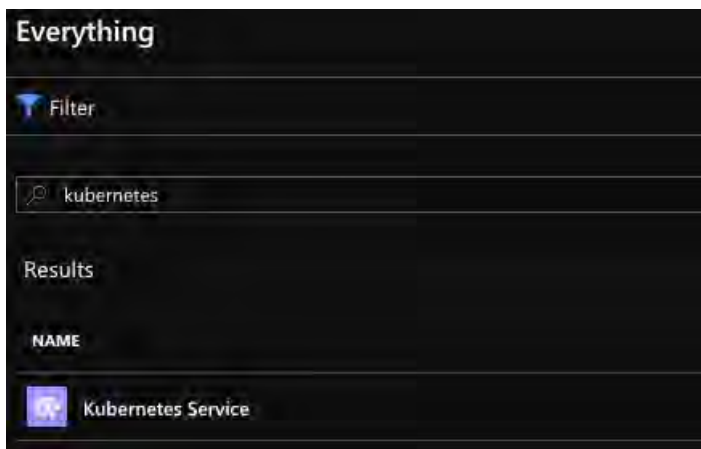 Everything
Filter
kubernetes
Results
NAME
Kubernetes Service